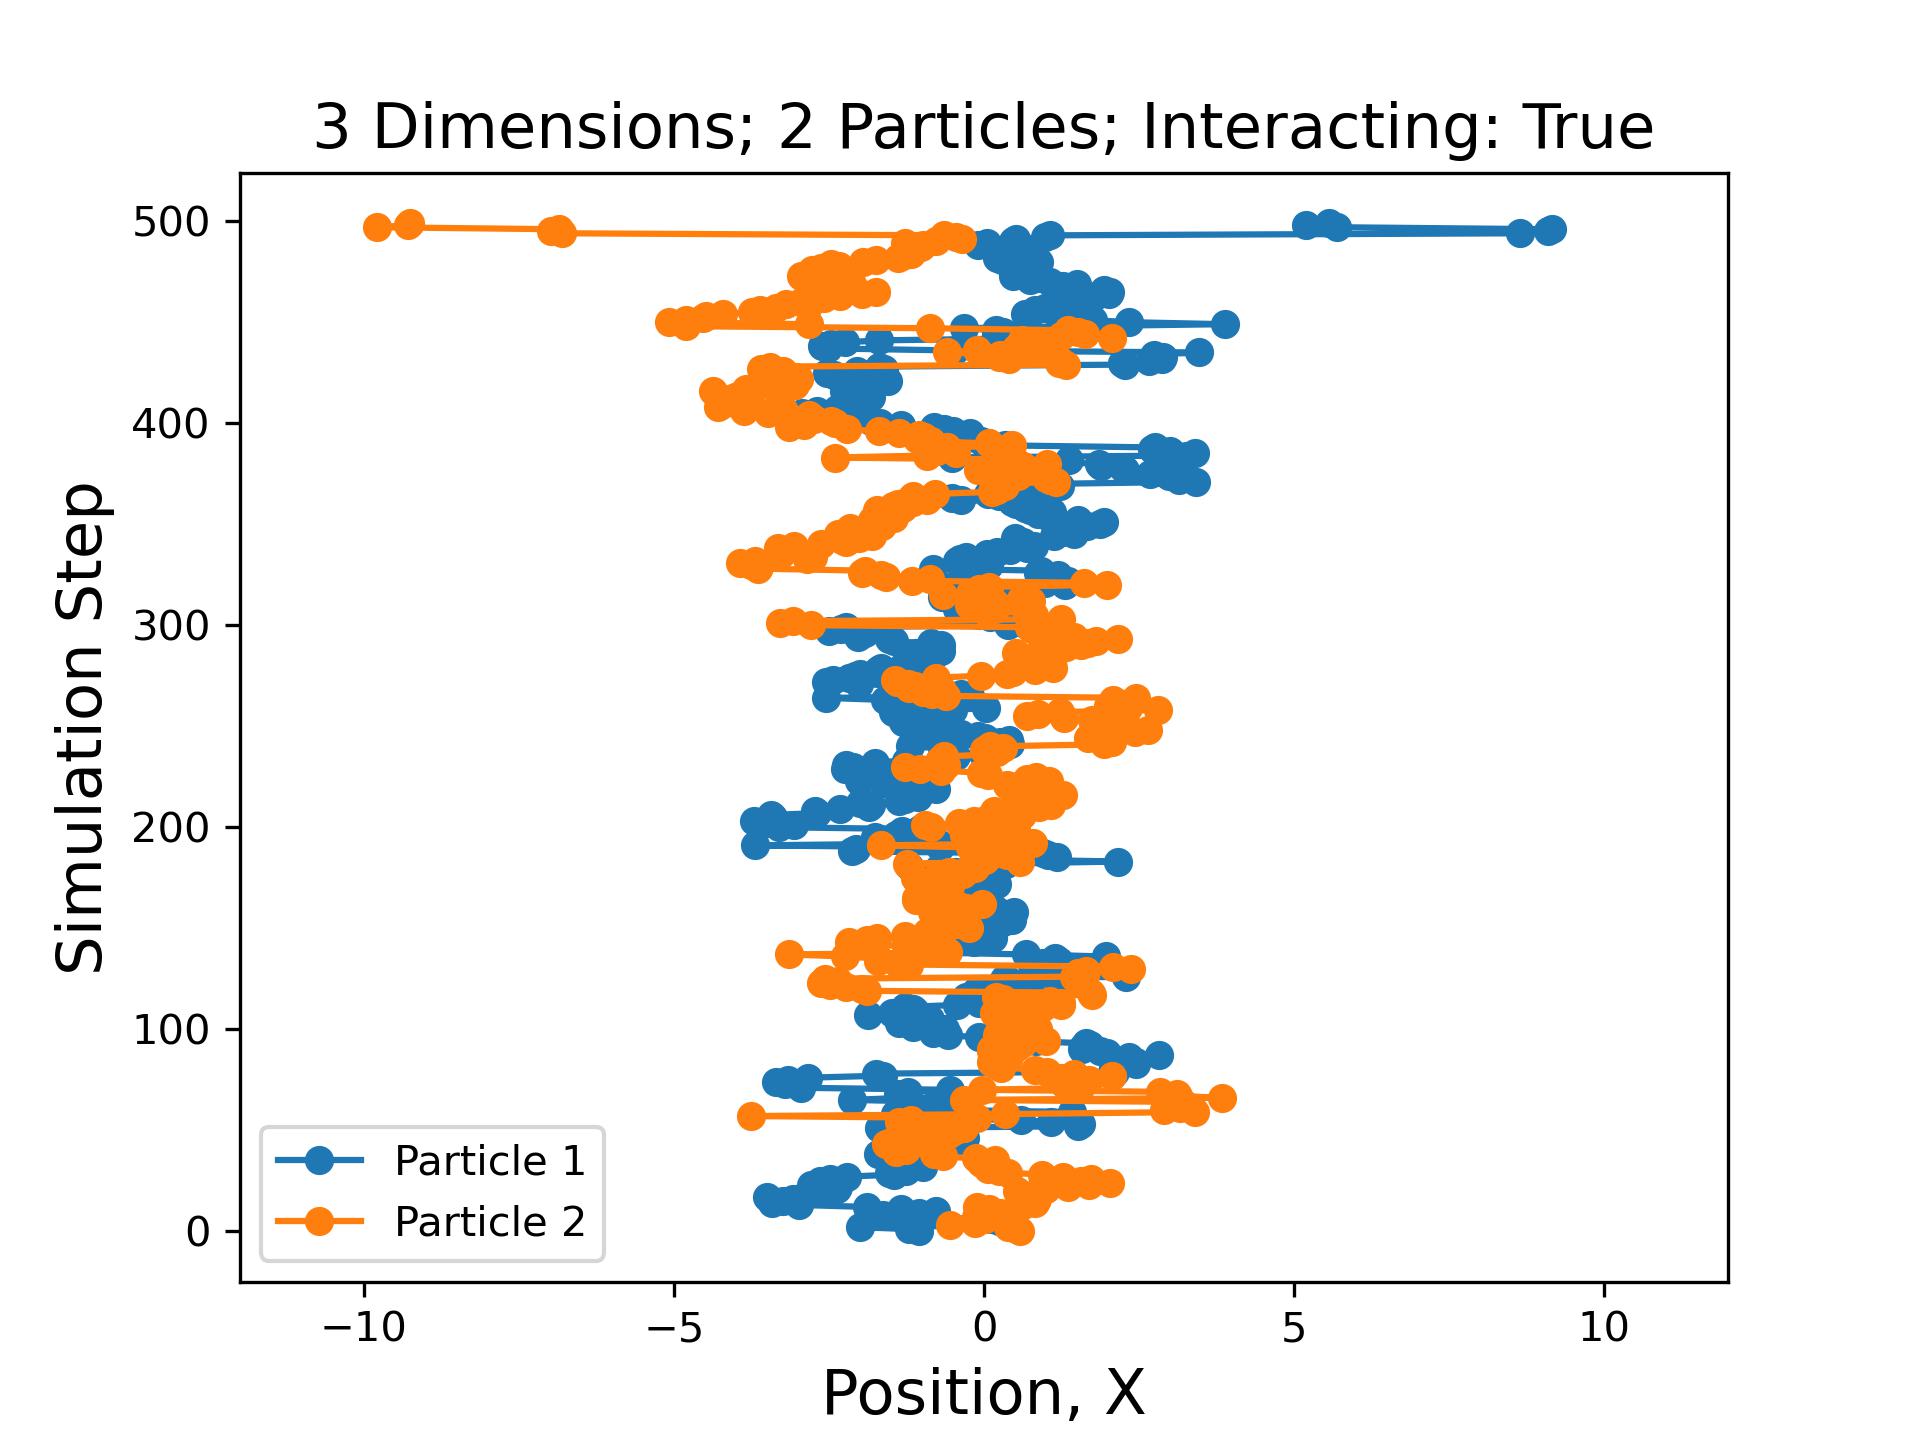 3 Dimensions; 2 Particles; Interacting: True
Simulation Step
500
400
300
200
100
0
Particle 1
Particle 2
−10
−5
0
5
10
Position, X